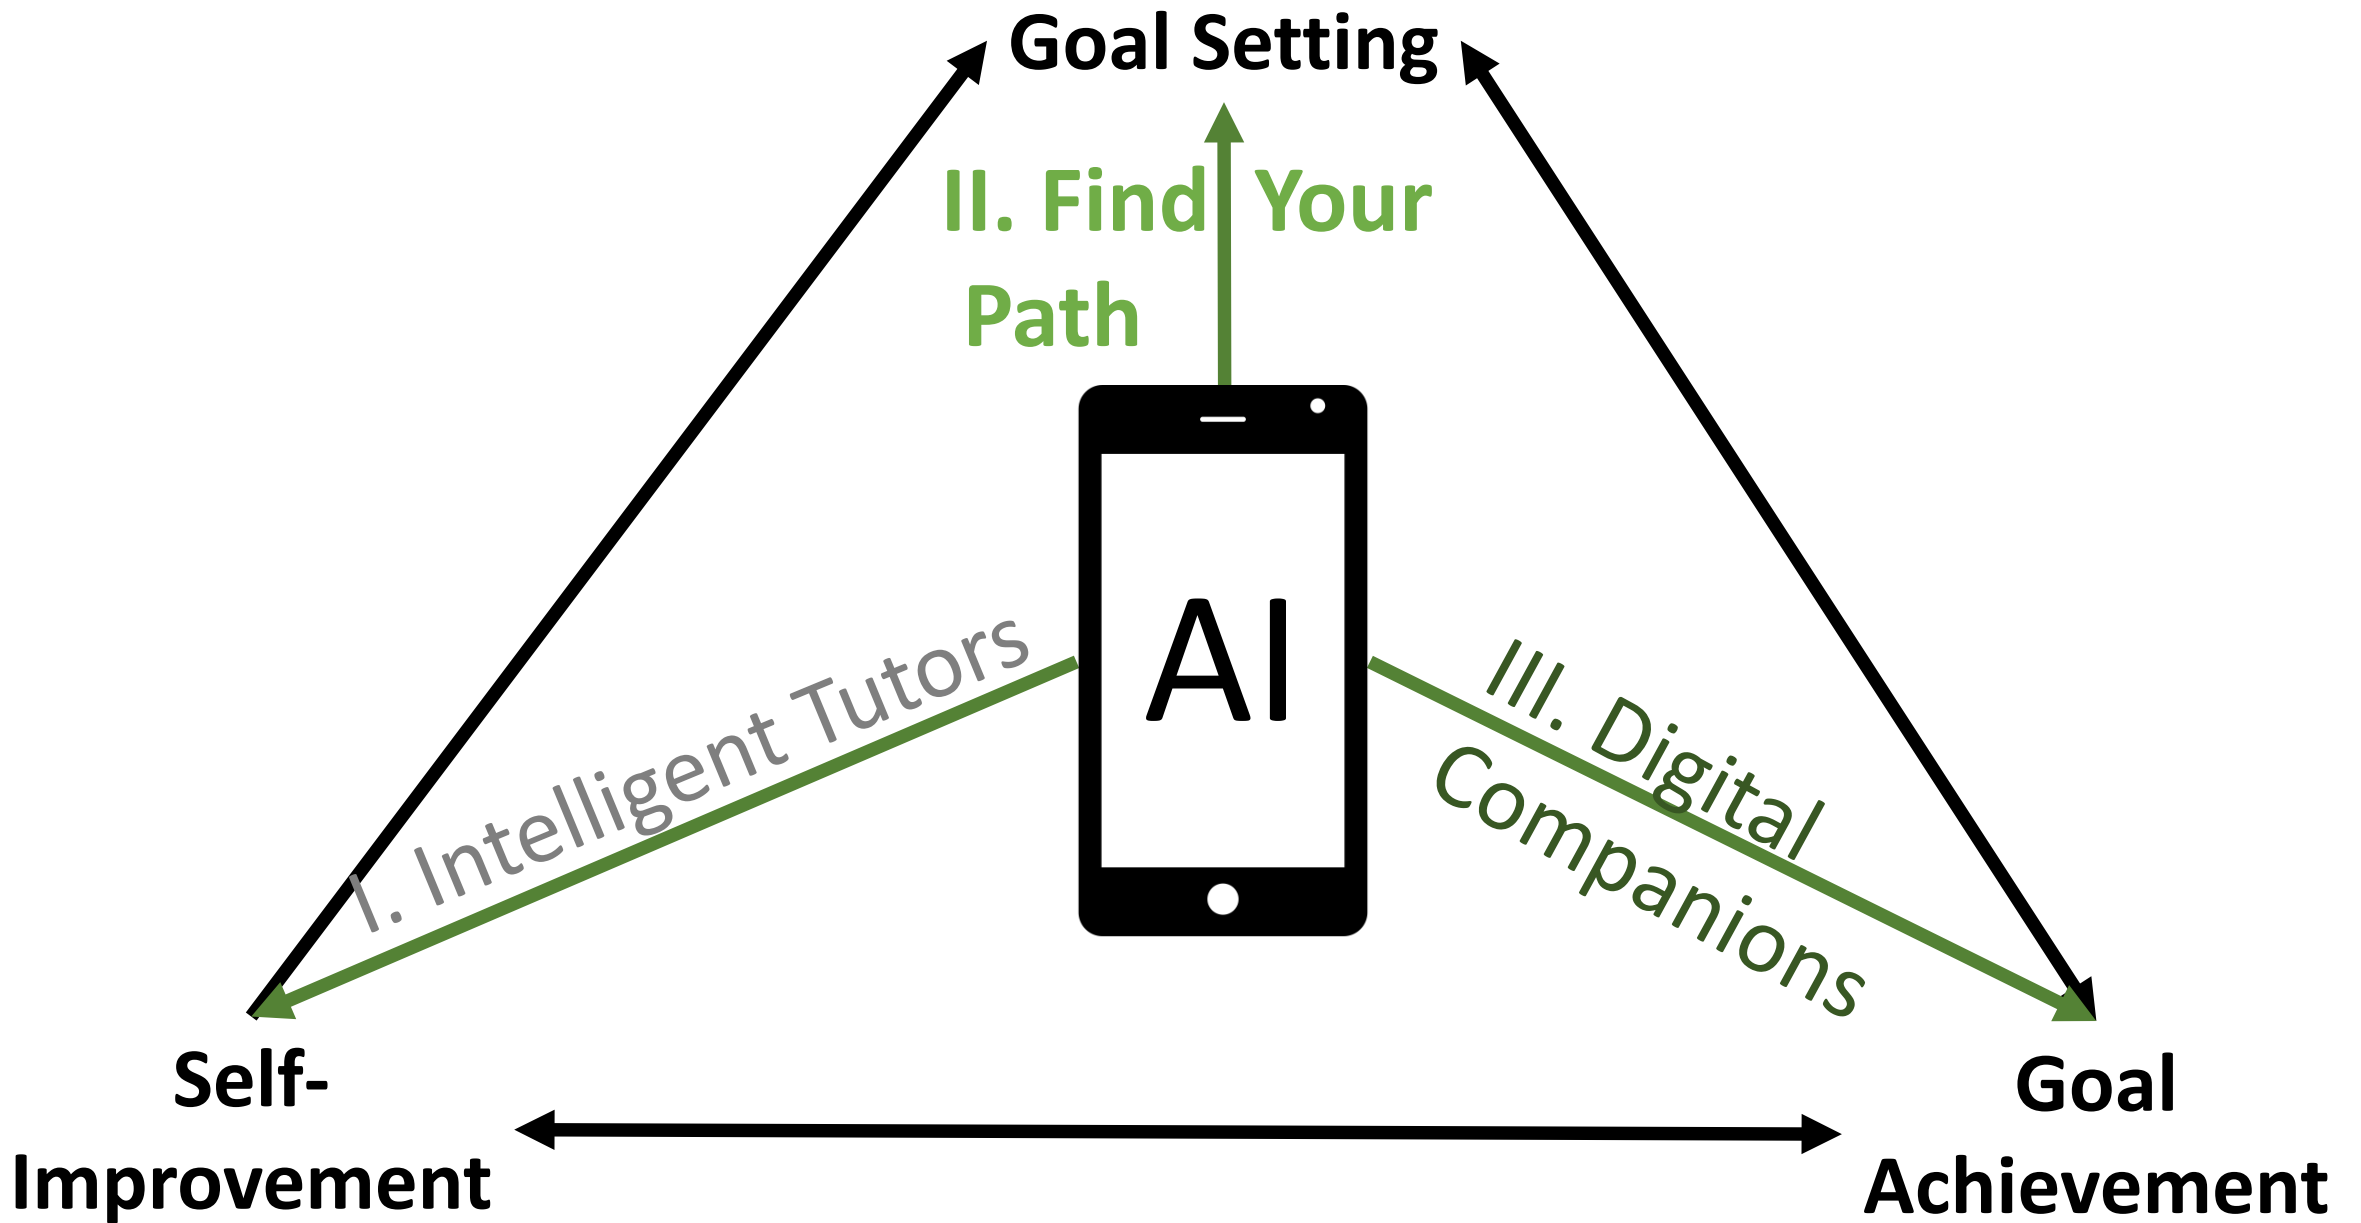 Goal Setting
II. Find Your
Path
AI
I. Intelligent Tutors
III. Digital
Companions
Self-
Improvement
Goal
Achievement